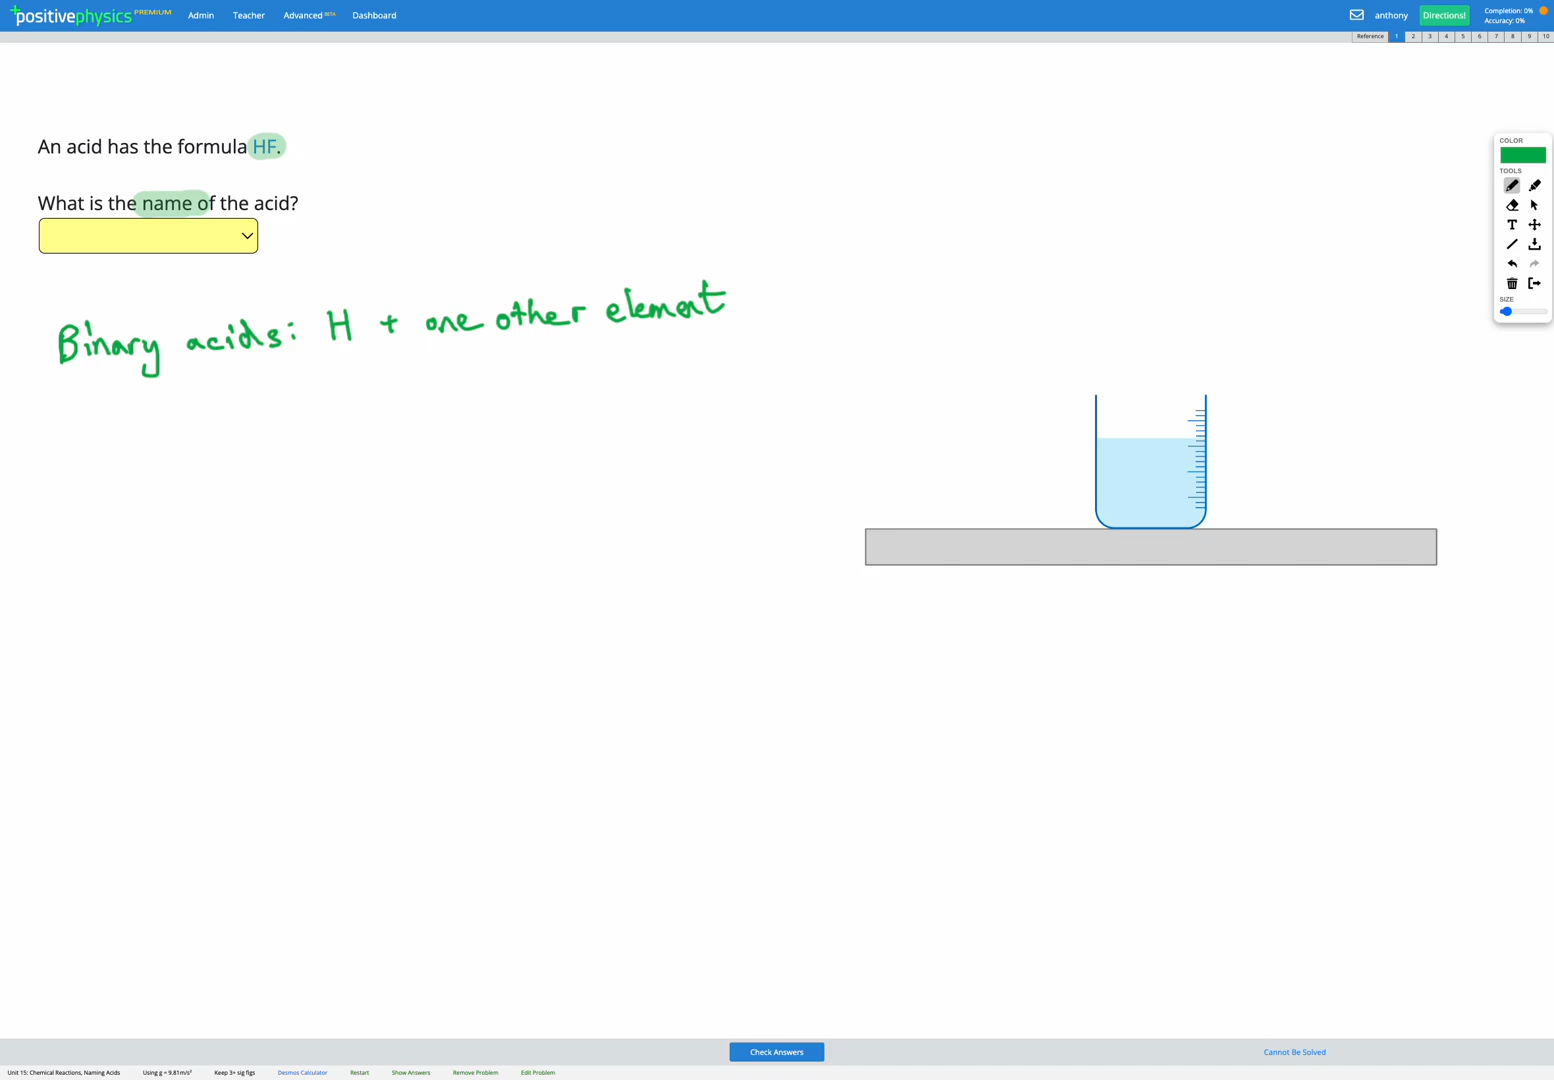 positivephysics PREMIUM Admin Teacher Advanced BETA Dashboard anthony Directions! Completion: 0%
Accuracy: 0%
Reference 1 2 3 4 5 6 7 8 9 10
An acid has the formula HF.
What is the name of the acid?
Binary acids: H + one other element
COLOR
TOOLS
T
SIZE
Check Answers Cannot Be Solved
Unit 15: Chemical Reactions, Naming Acids Using g = 9.81m/s² Keep 3+ sig figs Desmos Calculator Restart Show Answers Remove Problem Edit Problem